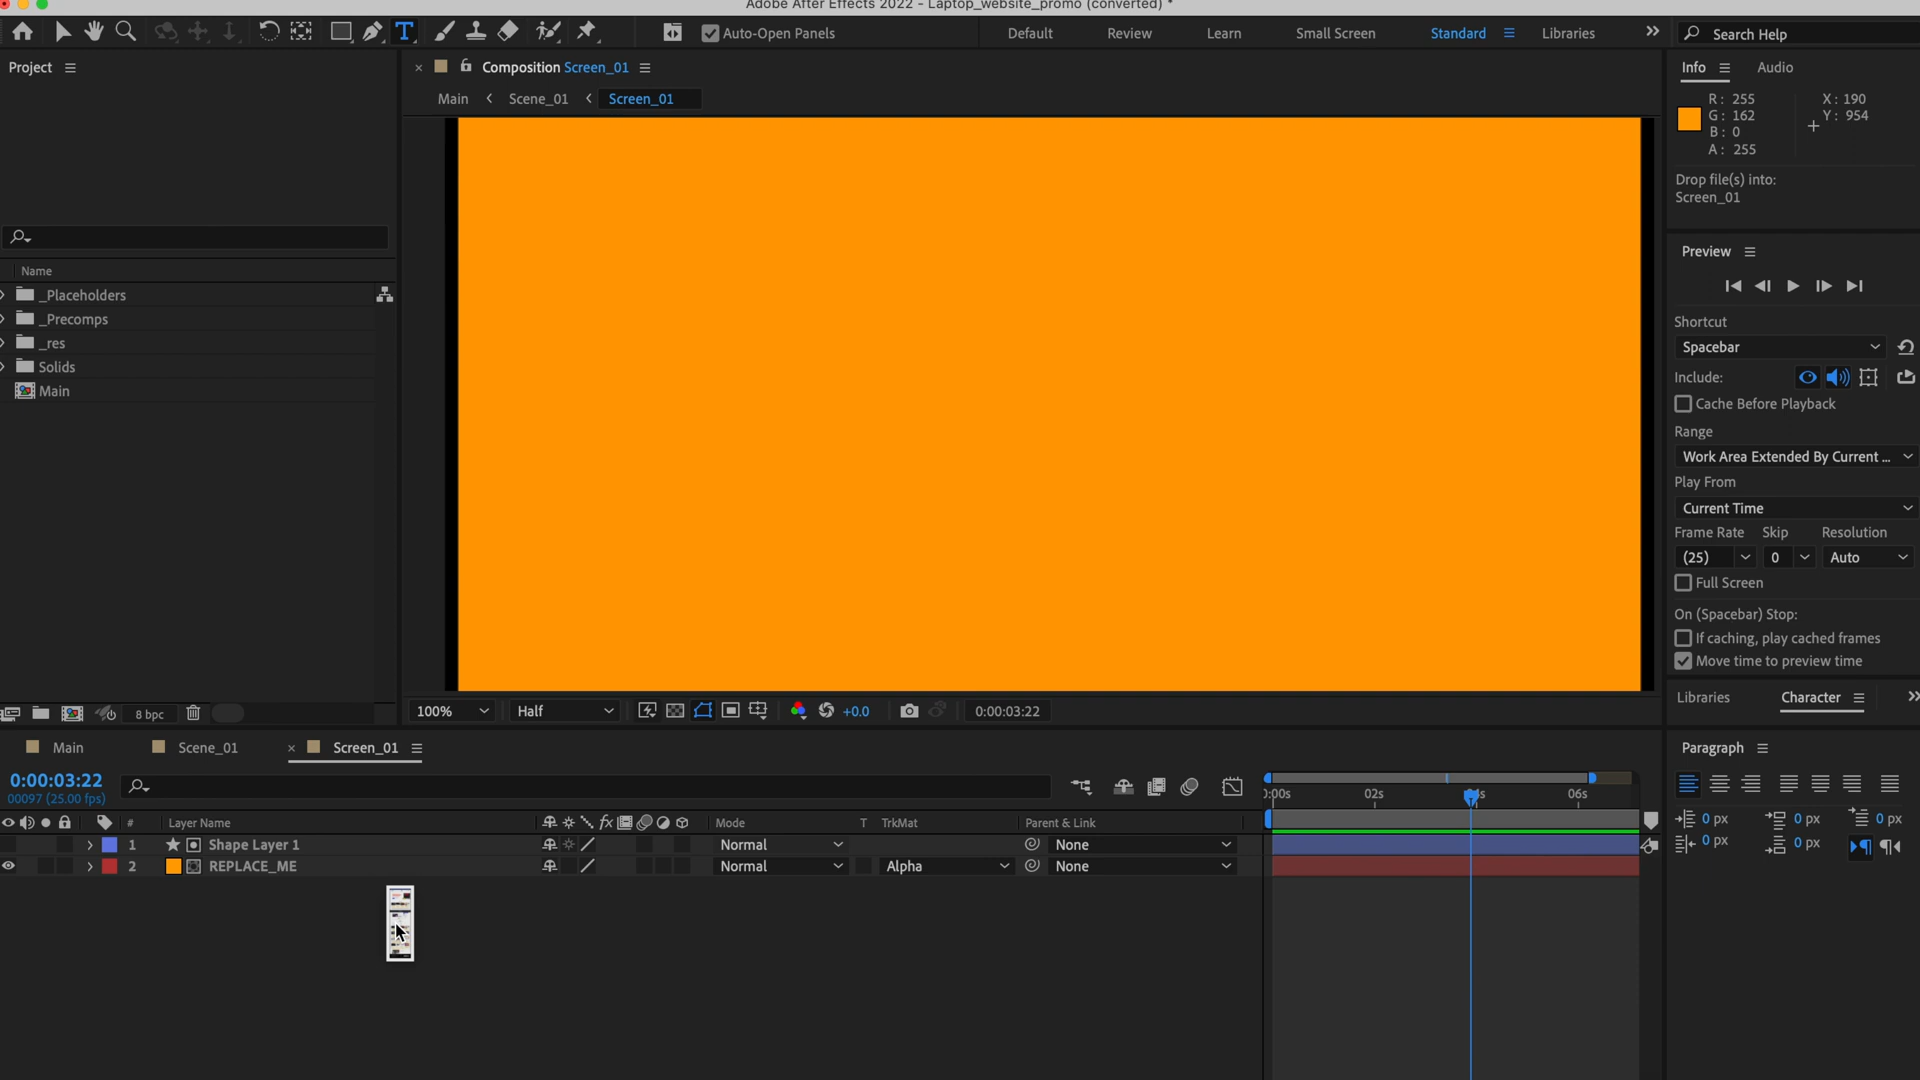 Adobe After Effects 2022 - Laptop_website_promo (converted) *
T
Auto-Open Panels
Default
Review
Learn
Small Screen
Standard
Libraries
Search Help
Project
Composition Screen_01
Main
Scene_01
Screen_01
Info
Audio
R: 255
G: 162
B: 0
A: 255
X: 190
Y: 954
Drop file(s) into:
Screen_01
Name
_Placeholders
_Precomps
_res
Solids
Main
Preview
Shortcut
Spacebar
Include:
Cache Before Playback
Range
Work Area Extended By Current ...
Play From
Current Time
Frame Rate Skip Resolution
(25) 0 Auto
Full Screen
On (Spacebar) Stop:
If caching, play cached frames
Move time to preview time
8 bpc
100%
Half
+0.0
0:00:03:22
Libraries
Character
Main
Scene_01
Screen_01
Paragraph
0:00:03:22
00097 (25.00 fps)
):00s 02s 06s
# Layer Name fx Mode T TrkMat Parent & Link
1 Shape Layer 1 Normal None
2 REPLACE_ME Normal Alpha None
0 px 0 px 0 px
0 px 0 px